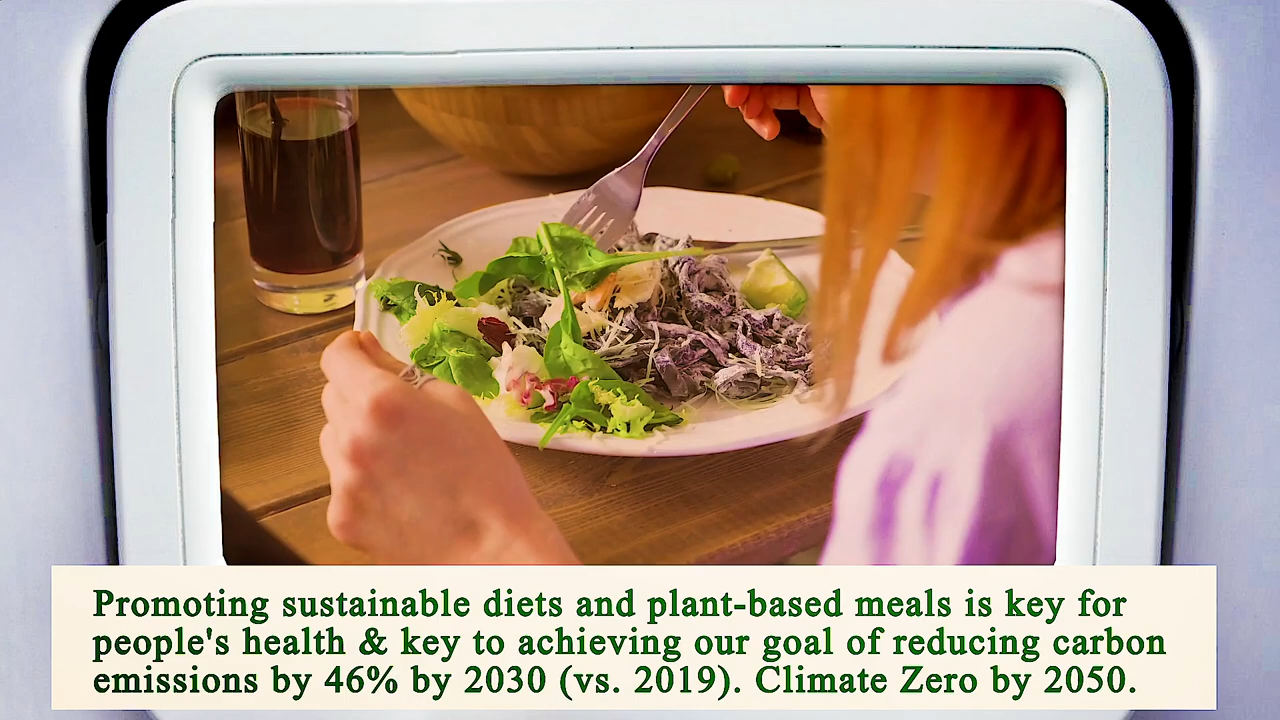 Promoting sustainable diets and plant-based meals is key for
people's health & key to achieving our goal of reducing carbon
emissions by 46% by 2030 (vs. 2019). Climate Zero by 2050.